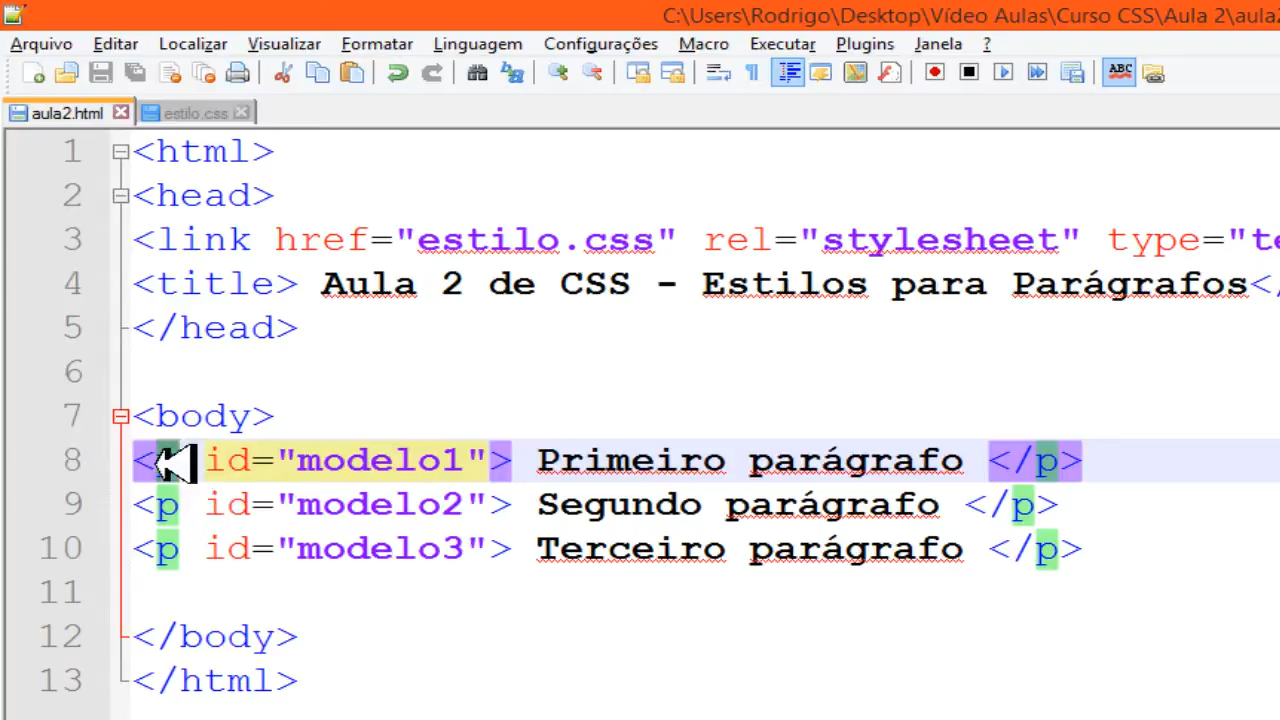 C:\Users\Rodrigo\Desktop\Vídeo Aulas\Curso CSS\Aula 2\aula2
Arquivo Editar Localizar Visualizar Formatar Linguagem Configurações Macro Executar Plugins Janela ?
ABC
aula2.html estilo.css
1 <html>
2 <head>
3 <link href="estilo.css" rel="stylesheet" type="te
4 <title> Aula 2 de CSS - Estilos para Parágrafos</
5 </head>
6
7 <body>
8 <p id="modelo1"> Primeiro parágrafo </p>
9 <p id="modelo2"> Segundo parágrafo </p>
10 <p id="modelo3"> Terceiro parágrafo </p>
11
12 </body>
13 </html>